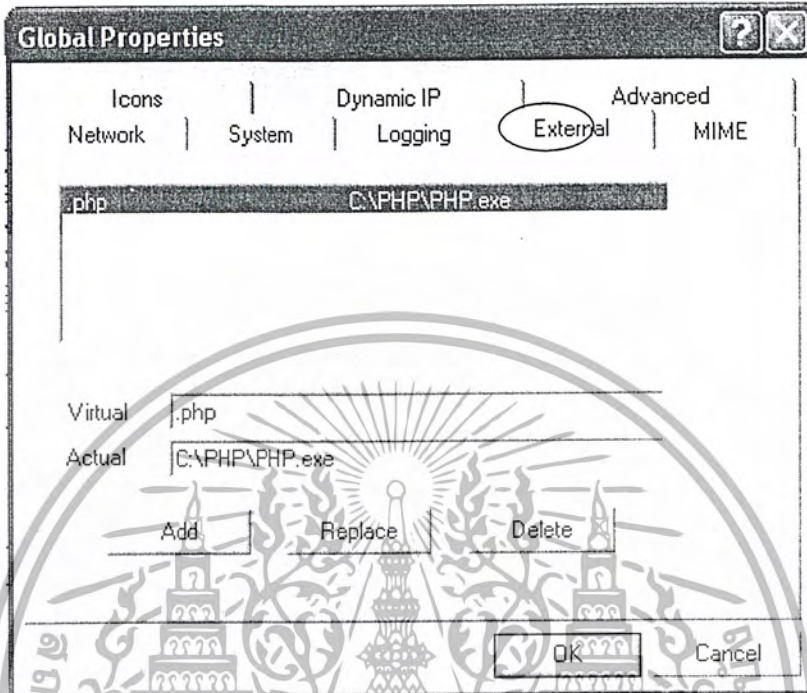 Global Properties
Icons Dynamic IP Advanced
Network System Logging External MIME
.php C:\PHP\PHP.exe
Virtual .php
Actual C:\PHP\PHP.exe
Add Replace Delete
OK Cancel